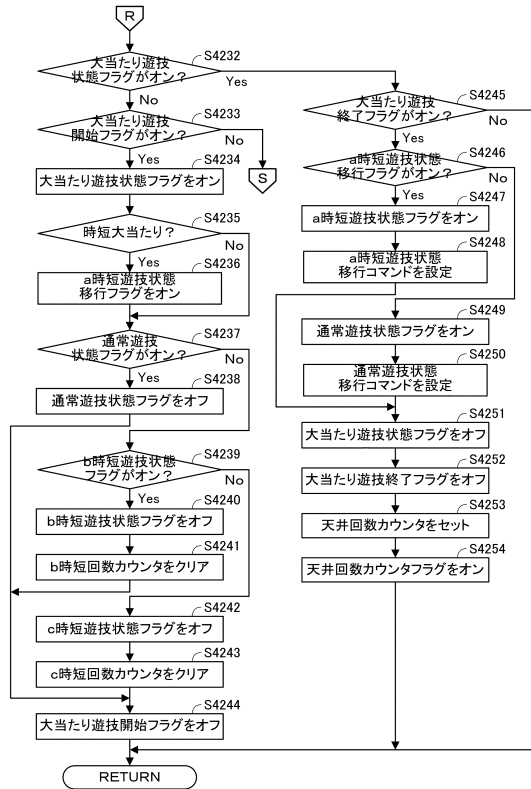 R
S4232
大当たり遊技
状態フラグがオン？
Yes
No
S4233
大当たり遊技
開始フラグがオン？
No
Yes
S4234
S
大当たり遊技状態フラグをオン
S4235
時短大当たり？
No
Yes
S4236
a時短遊技状態
移行フラグをオン
S4237
通常遊技
状態フラグがオン？
No
Yes
S4238
通常遊技状態フラグをオフ
S4239
b時短遊技状態
フラグがオン？
No
Yes
S4240
b時短遊技状態フラグをオフ
S4241
b時短回数カウンタをクリア
S4242
c時短遊技状態フラグをオフ
S4243
c時短回数カウンタをクリア
S4244
大当たり遊技開始フラグをオフ
RETURN
S4245
大当たり遊技
終了フラグがオン？
No
Yes
S4246
a時短遊技状態
移行フラグがオン？
No
Yes
S4247
a時短遊技状態フラグをオン
S4248
a時短遊技状態
移行コマンドを設定
S4249
通常遊技状態フラグをオン
S4250
通常遊技状態
移行コマンドを設定
S4251
大当たり遊技状態フラグをオフ
S4252
大当たり遊技終了フラグをオフ
S4253
天井回数カウンタをセット
S4254
天井回数カウンタフラグをオン